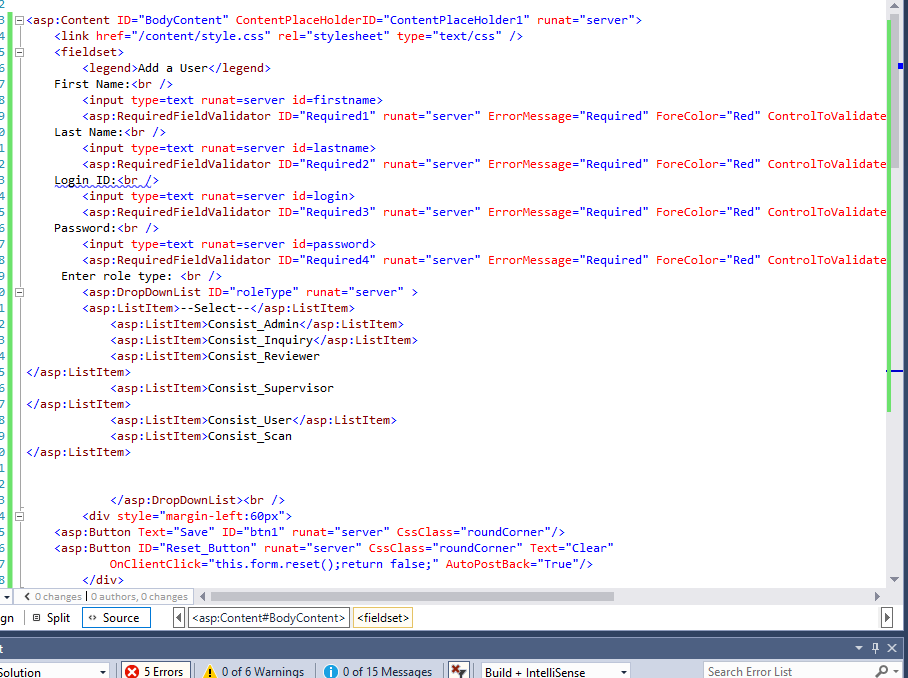 <asp:Content ID="BodyContent" ContentPlaceHolderID="ContentPlaceHolder1" runat="server">
<link href="/content/style.css" rel="stylesheet" type="text/css" />
<fieldset>
<legend>Add a User</legend>
First Name:<br />
<input type=text runat=server id=firstname>
<asp:RequiredFieldValidator ID="Required1" runat="server" ErrorMessage="Required" ForeColor="Red" ControlToValidate
Last Name:<br />
<input type=text runat=server id=lastname>
<asp:RequiredFieldValidator ID="Required2" runat="server" ErrorMessage="Required" ForeColor="Red" ControlToValidate
Login ID:<br />
<input type=text runat=server id=login>
<asp:RequiredFieldValidator ID="Required3" runat="server" ErrorMessage="Required" ForeColor="Red" ControlToValidate
Password:<br />
<input type=text runat=server id=password>
<asp:RequiredFieldValidator ID="Required4" runat="server" ErrorMessage="Required" ForeColor="Red" ControlToValidate
Enter role type: <br />
<asp:DropDownList ID="roleType" runat="server" >
<asp:ListItem>--Select--</asp:ListItem>
<asp:ListItem>Consist_Admin</asp:ListItem>
<asp:ListItem>Consist_Inquiry</asp:ListItem>
<asp:ListItem>Consist_Reviewer
</asp:ListItem>
<asp:ListItem>Consist_Supervisor
</asp:ListItem>
<asp:ListItem>Consist_User</asp:ListItem>
<asp:ListItem>Consist_Scan
</asp:ListItem>
</asp:DropDownList><br />
<div style="margin-left:60px">
<asp:Button Text="Save" ID="btn1" runat="server" CssClass="roundCorner"/>
<asp:Button ID="Reset_Button" runat="server" CssClass="roundCorner" Text="Clear"
OnClientClick="this.form.reset();return false;" AutoPostBack="True"/>
</div>
0 changes | 0 authors, 0 changes
gn Split Source <asp:Content#BodyContent> <fieldset>
t
Solution 5 Errors 0 of 6 Warnings 0 of 15 Messages Build + IntelliSense Search Error List